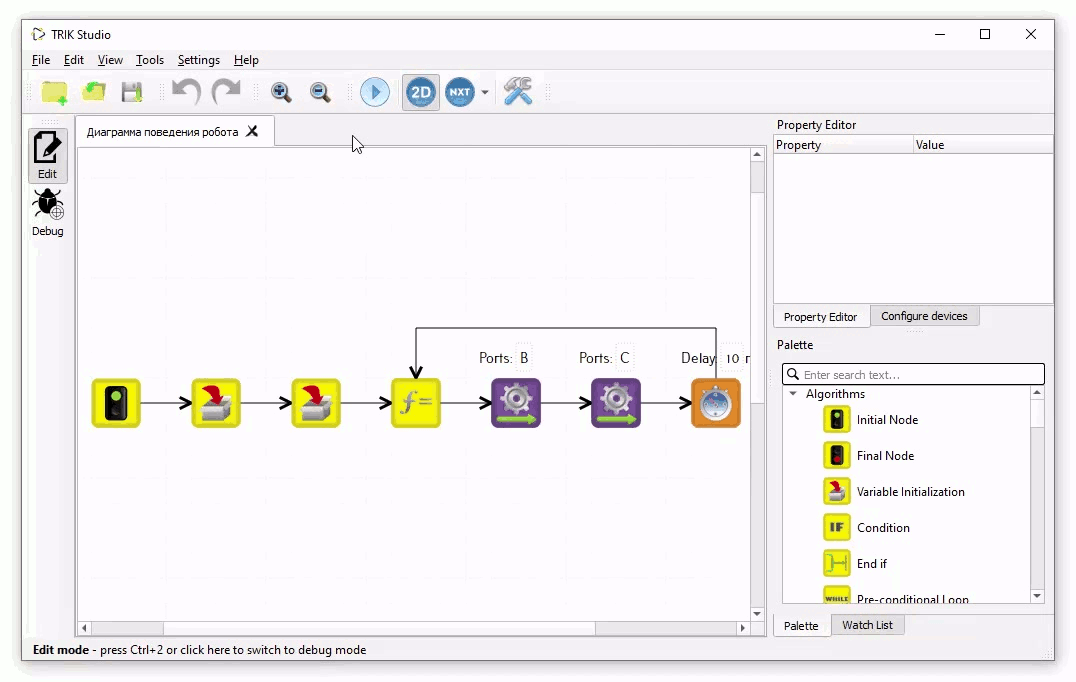 TRIK Studio
File Edit View Tools Settings Help
2D NXT
Диаграмма поведения робота
Edit
Debug
Ports: B Ports: C Delay 10
f=
Property Editor
Property Value
Property Editor Configure devices
Palette
Enter search text...
Algorithms
Initial Node
Final Node
Variable Initialization
IF Condition
End if
WHILE Pre-conditional Loop
Palette Watch List
Edit mode - press Ctrl+2 or click here to switch to debug mode